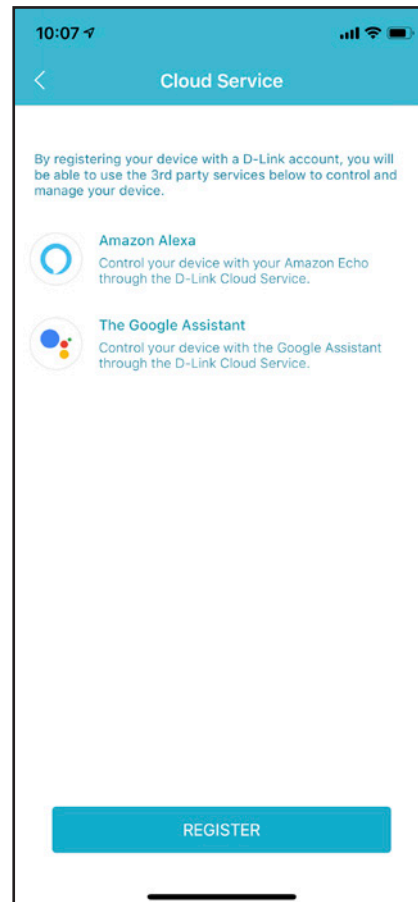 10:07
Cloud Service
By registering your device with a D-Link account, you will
be able to use the 3rd party services below to control and
manage your device.
Amazon Alexa
Control your device with your Amazon Echo
through the D-Link Cloud Service.
The Google Assistant
Control your device with the Google Assistant
through the D-Link Cloud Service.
REGISTER